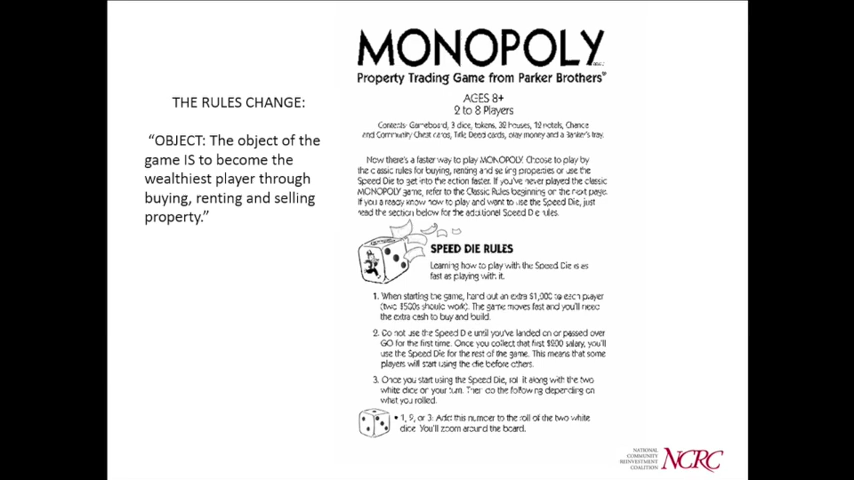 THE RULES CHANGE:
“OBJECT: The object of the
game IS to become the
wealthiest player through
buying, renting and selling
property.”
MONOPOLY
Property Trading Game from Parker Brothers®
AGES 8+
2 to 8 Players
Contents: Gameboard, 3 dice, tokens, 32 houses, 12 hotels, Chance
and Community Chest cards, Title Deed cards, play money and a Banker's tray.
Now there's a faster way to play MONOPOLY. Choose to play by
the classic rules for buying, renting and selling properties or use the
Speed Die to get into the action faster. If you've never played the classic
MONOPOLY game, refer to the Classic Rules beginning on the next page.
If you already know how to play and want to use the Speed Die, just
read the section below for the additional Speed Die rules.
SPEED DIE RULES
Learning how to play with the Speed Die is as
fast as playing with it.
1. When starting the game, hand out an extra $1,000 to each player
(two $500s should work). The game moves fast and you'll need
the extra cash to buy and build.
2. Do not use the Speed Die until you've landed on or passed over
GO for the first time. Once you collect that first $200 salary, you'll
use the Speed Die for the rest of the game. This means that some
players will start using the die before others.
3. Once you start using the Speed Die, roll it along with the two
white dice on your turn. Then do the following depending on
what you rolled.
• 1, 2, or 3: Add this number to the roll of the two white
dice. You'll zoom around the board.
NATIONAL
COMMUNITY
REINVESTMENT
COALITION
NCRC